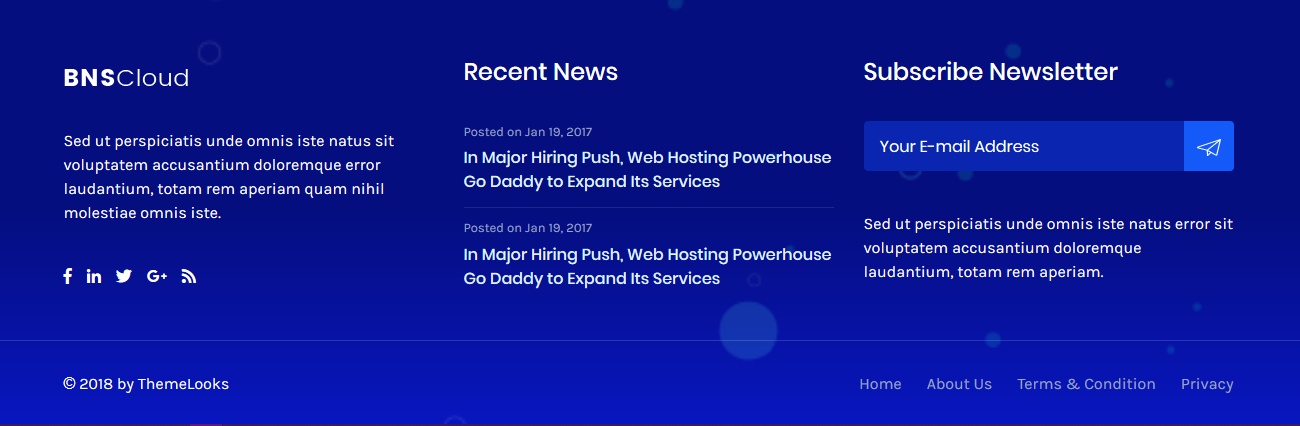 BNSCloud
Sed ut perspiciatis unde omnis iste natus sit
voluptatem accusantium doloremque error
laudantium, totam rem aperiam quam nihil
molestiae omnis iste.
Recent News
Posted on Jan 19, 2017
In Major Hiring Push, Web Hosting Powerhouse
Go Daddy to Expand Its Services
Posted on Jan 19, 2017
In Major Hiring Push, Web Hosting Powerhouse
Go Daddy to Expand Its Services
Subscribe Newsletter
Your E-mail Address
Sed ut perspiciatis unde omnis iste natus error sit
voluptatem accusantium doloremque
laudantium, totam rem aperiam.
© 2018 by ThemeLooks
Home About Us Terms & Condition Privacy